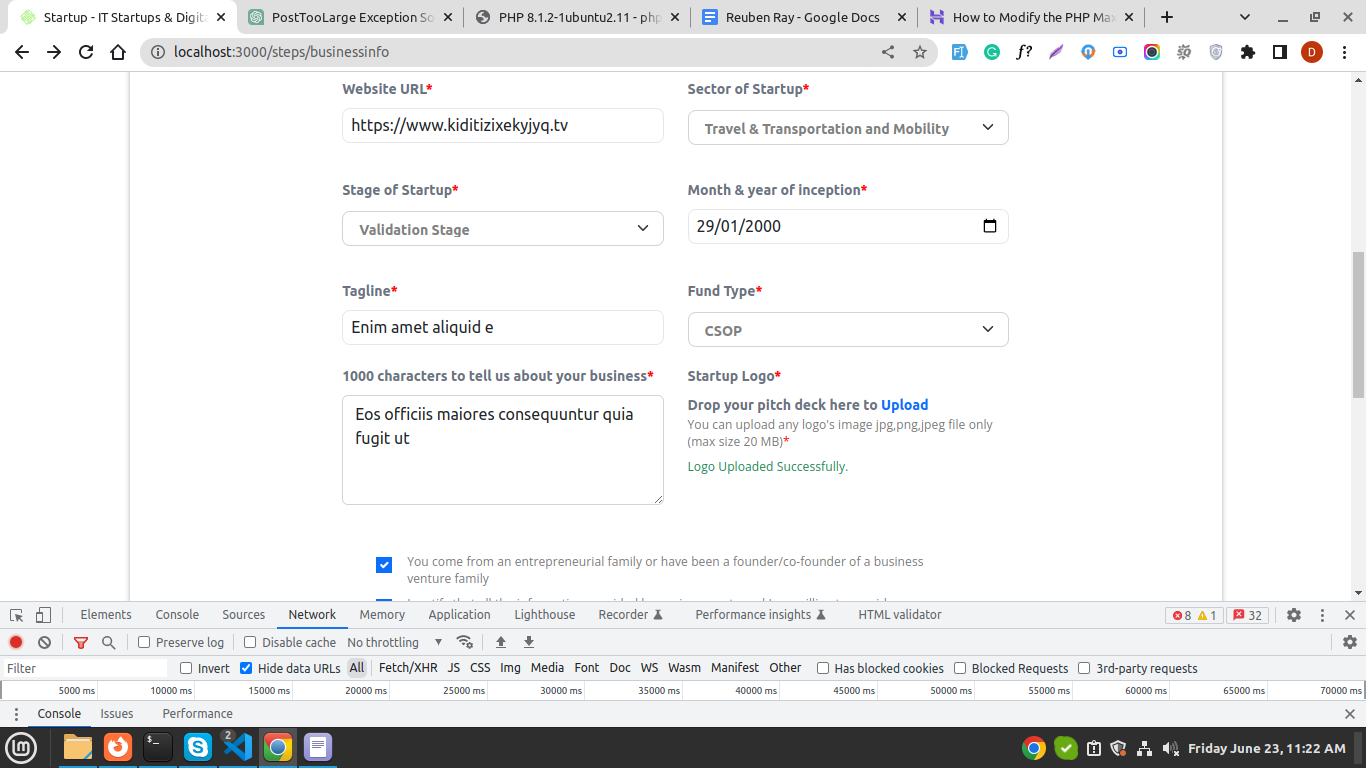 Startup - IT Startups & Digita
PostTooLarge Exception So
PHP 8.1.2-1ubuntu2.11 - php
Reuben Ray - Google Docs
How to Modify the PHP Max
localhost:3000/steps/businessinfo
D
Website URL*
Sector of Startup*
https://www.kiditizixekyjyq.tv
Travel & Transportation and Mobility
Stage of Startup*
Month & year of inception*
Validation Stage
29/01/2000
Tagline*
Fund Type*
Enim amet aliquid e
CSOP
1000 characters to tell us about your business*
Startup Logo*
Eos officiis maiores consequuntur quia
fugit ut
Drop your pitch deck here to Upload
You can upload any logo's image jpg,png,jpeg file only
(max size 20 MB)*
Logo Uploaded Successfully.
You come from an entrepreneurial family or have been a founder/co-founder of a business
venture family
Elements Console Sources Network Memory Application Lighthouse Recorder Performance insights HTML validator 8 1 32
Preserve log Disable cache No throttling
Filter Invert Hide data URLs All Fetch/XHR JS CSS Img Media Font Doc WS Wasm Manifest Other Has blocked cookies Blocked Requests 3rd-party requests
5000 ms 10000 ms 15000 ms 20000 ms 25000 ms 30000 ms 35000 ms 40000 ms 45000 ms 50000 ms 55000 ms 60000 ms 65000 ms 70000 ms
Console Issues Performance
2
Friday June 23, 11:22 AM